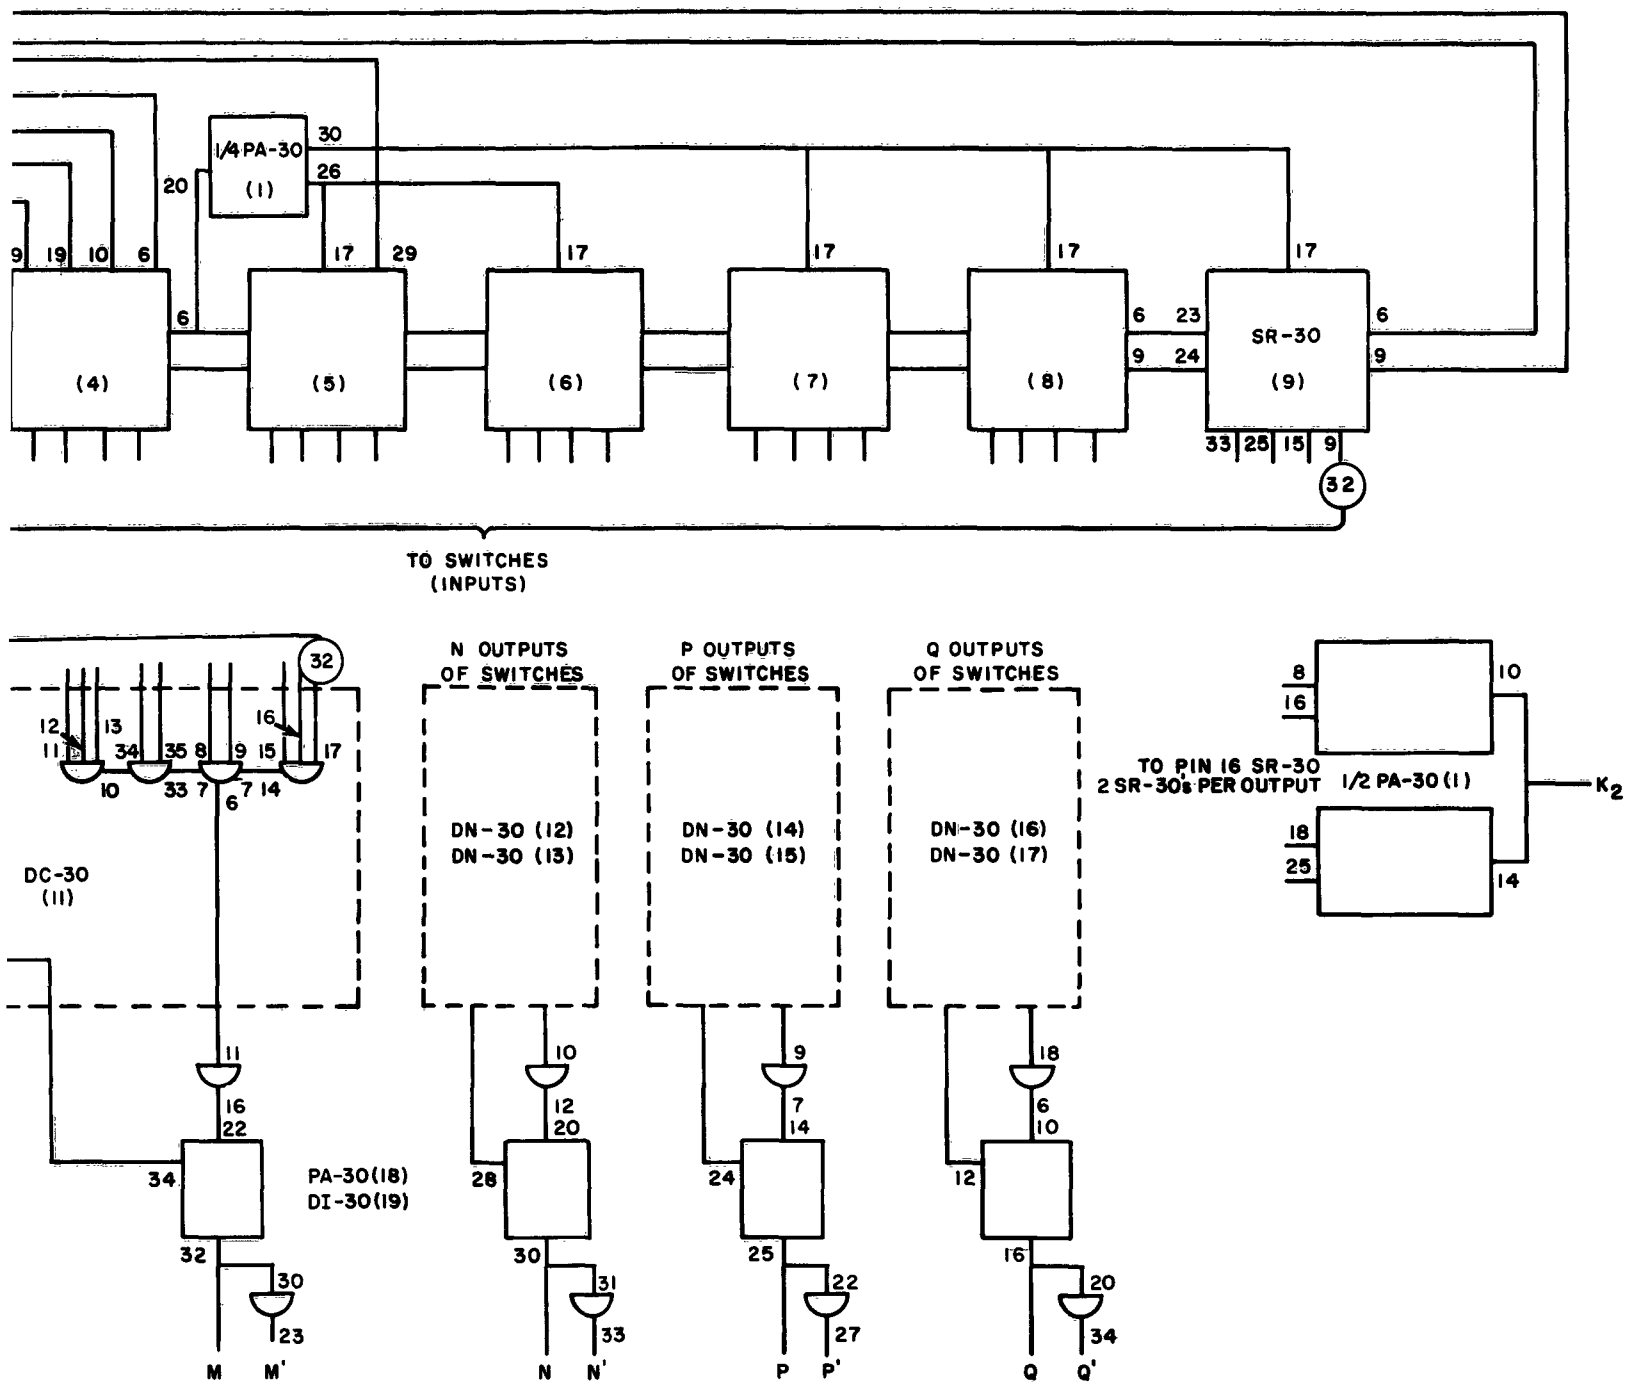 30
1/4 PA-30
26
20
(1)
9 19 10 6 17 29 17 17 17 17
6 6 23 6
SR-30
9 24 9
(4) (5) (6) (7) (8) (9)
33 25 15 9
32
TO SWITCHES
(INPUTS)
32
N OUTPUTS
OF SWITCHES
P OUTPUTS
OF SWITCHES
Q OUTPUTS
OF SWITCHES
8 10
16
12 13 16
11 34 35 8 9 15 17
10 33 7 7 14
6
TO PIN 16 SR-30
2 SR-30's PER OUTPUT
1/2 PA-30 (1)
K2
DN-30 (12)
DN-30 (13)
DN-30 (14)
DN-30 (15)
DN-30 (16)
DN-30 (17)
18
25
14
DC-30
(11)
11 10 9 18
16 12 7 6
22 20 14 10
34 28 24 12
PA-30 (18)
DI-30 (19)
32 30 25 16
30 31 22 20
23 33 27 34
M M' N N' P P' Q Q'